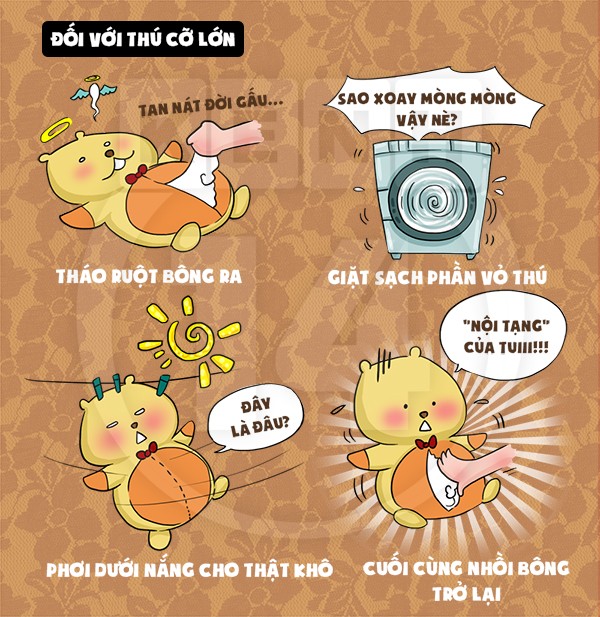 ĐỐI VỚI THÚ CỠ LỚN
TAN NÁT ĐỜI GẤU...
SAO XOAY MÒNG MÒNG
VẬY NÈ?
THÁO RUỘT BÔNG RA
GIẶT SẠCH PHẦN VỎ THÚ
ĐÂY
LÀ ĐÂU?
"NỘI TẠNG"
CỦA TUIII!!!
PHƠI DƯỚI NẮNG CHO THẬT KHÔ
CUỐI CÙNG NHỒI BÔNG
TRỞ LẠI